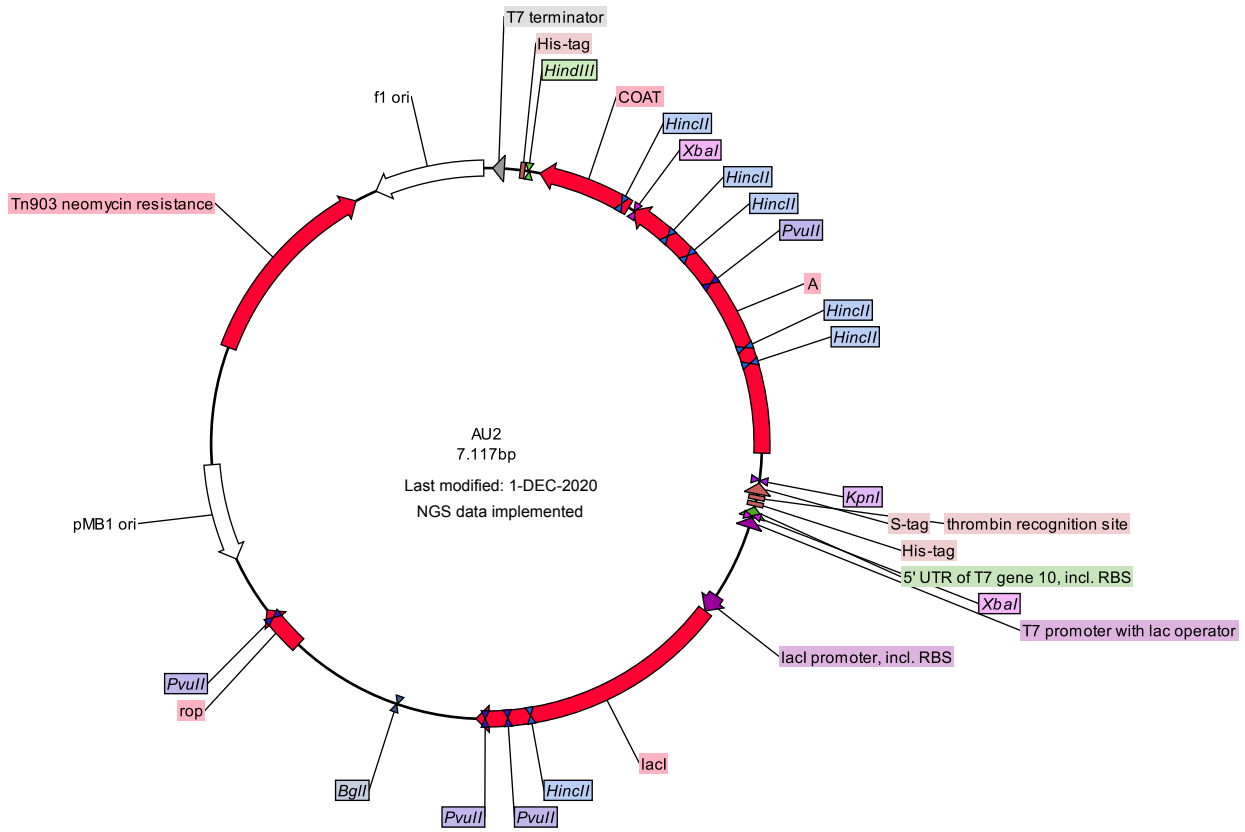 T7 terminator
His-tag
HindIII
f1 ori
COAT
HincII
XbaI
HincII
Tn903 neomycin resistance
HincII
PvuII
A
HincII
HincII
AU2
7.117bp
Last modified: 1-DEC-2020
NGS data implemented
KpnI
pMB1 ori
S-tag
thrombin recognition site
His-tag
5' UTR of T7 gene 10, incl. RBS
XbaI
T7 promoter with lac operator
lacI promoter, incl. RBS
PvuII
rop
lacI
BglI
HincII
PvuII
PvuII